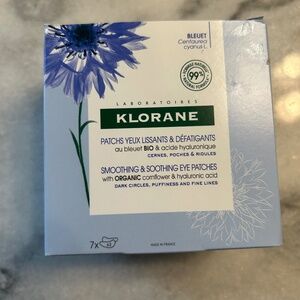 BLEUET
Centaurea
cyanus L.
99%
LABORATOIRES
KLORANE
PATCHS YEUX LISSANTS & DÉFATIGANTS
au bleuet BIO & acide hyaluronique
CERNES, POCHES & RIDULES
SMOOTHING & SOOTHING EYE PATCHES
with ORGANIC cornflower & hyaluronic acid
DARK CIRCLES, PUFFINESS AND FINE LINES
7x
x2
MADE IN FRANCE